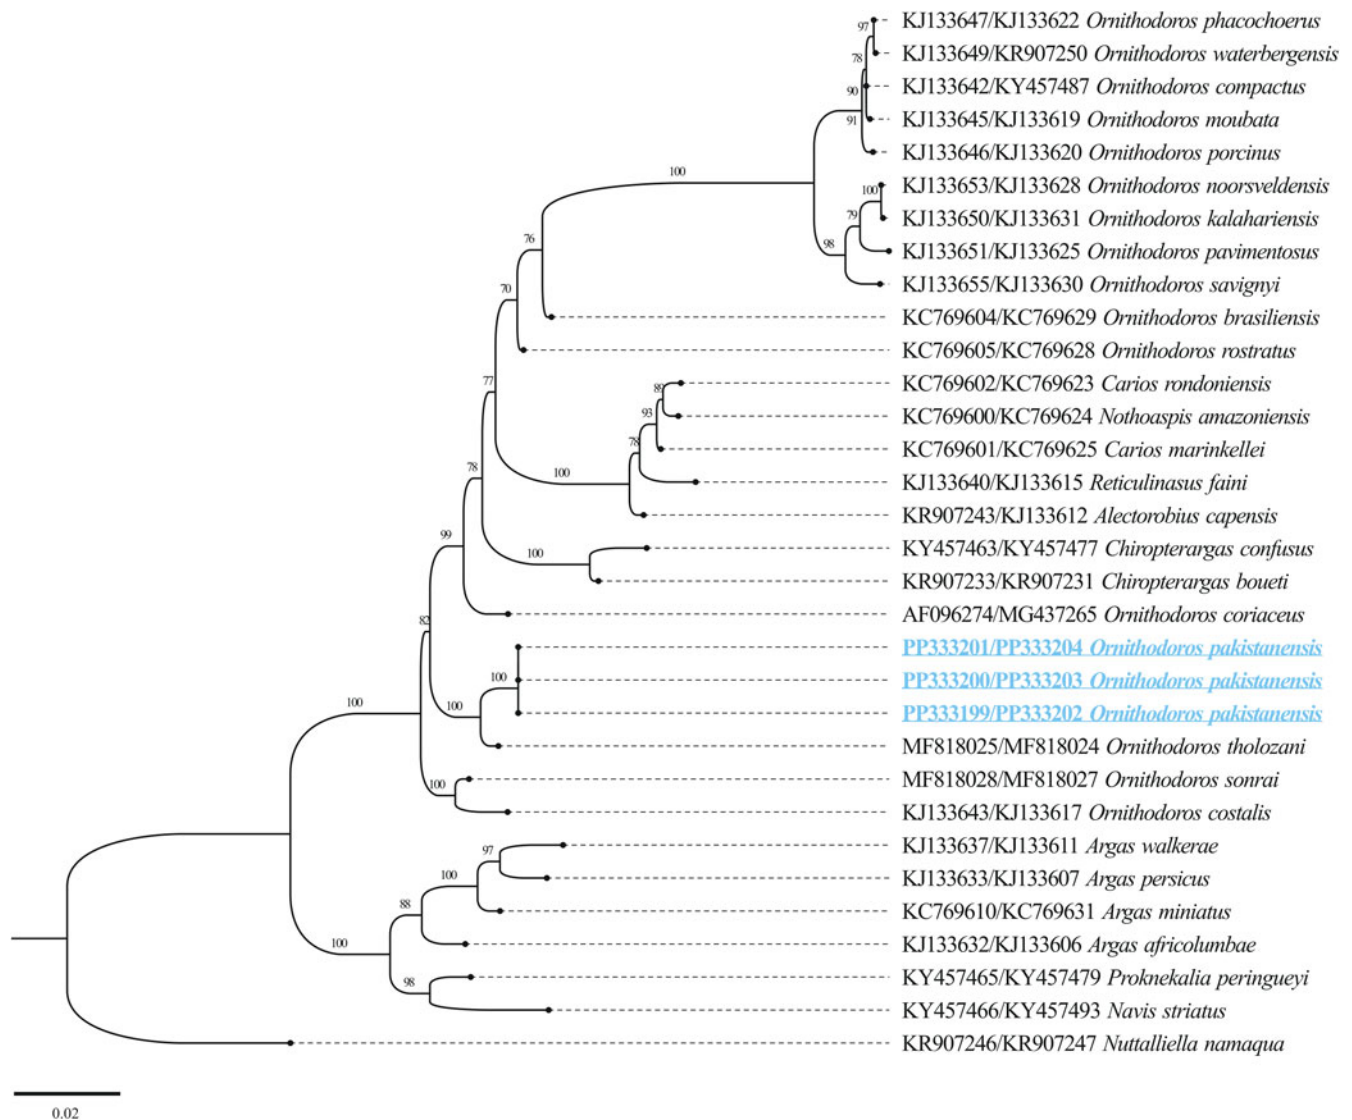 KJ133647/KJ133622 Ornithodoros phacochoerus
97
KJ133649/KR907250 Ornithodoros waterbergensis
78
KJ133642/KY457487 Ornithodoros compactus
90
KJ133645/KJ133619 Ornithodoros moubata
91
KJ133646/KJ133620 Ornithodoros porcinus
100
KJ133653/KJ133628 Ornithodoros noorsveldensis
100
KJ133650/KJ133631 Ornithodoros kalahariensis
79
KJ133651/KJ133625 Ornithodoros pavimentosus
76
98
KJ133655/KJ133630 Ornithodoros savignyi
70
KC769604/KC769629 Ornithodoros brasiliensis
KC769605/KC769628 Ornithodoros rostratus
77
KC769602/KC769623 Carios rondoniensis
89
KC769600/KC769624 Nothoaspis amazoniensis
93
KC769601/KC769625 Carios marinkellei
78
78
100
KJ133640/KJ133615 Reticulinasus faini
KR907243/KJ133612 Alectorobius capensis
99
KY457463/KY457477 Chiropterargas confusus
100
KR907233/KR907231 Chiropterargas boueti
AF096274/MG437265 Ornithodoros coriaceus
82
PP333201/PP333204 Ornithodoros pakistanensis
100
PP333200/PP333203 Ornithodoros pakistanensis
100
100
PP333199/PP333202 Ornithodoros pakistanensis
MF818025/MF818024 Ornithodoros tholozani
MF818028/MF818027 Ornithodoros sonrai
100
KJ133643/KJ133617 Ornithodoros costalis
KJ133637/KJ133611 Argas walkerae
97
KJ133633/KJ133607 Argas persicus
100
KC769610/KC769631 Argas miniatus
88
KJ133632/KJ133606 Argas africolumbae
100
KY457465/KY457479 Proknekalia peringueyi
98
KY457466/KY457493 Navis striatus
KR907246/KR907247 Nuttalliella namaqua
0.02